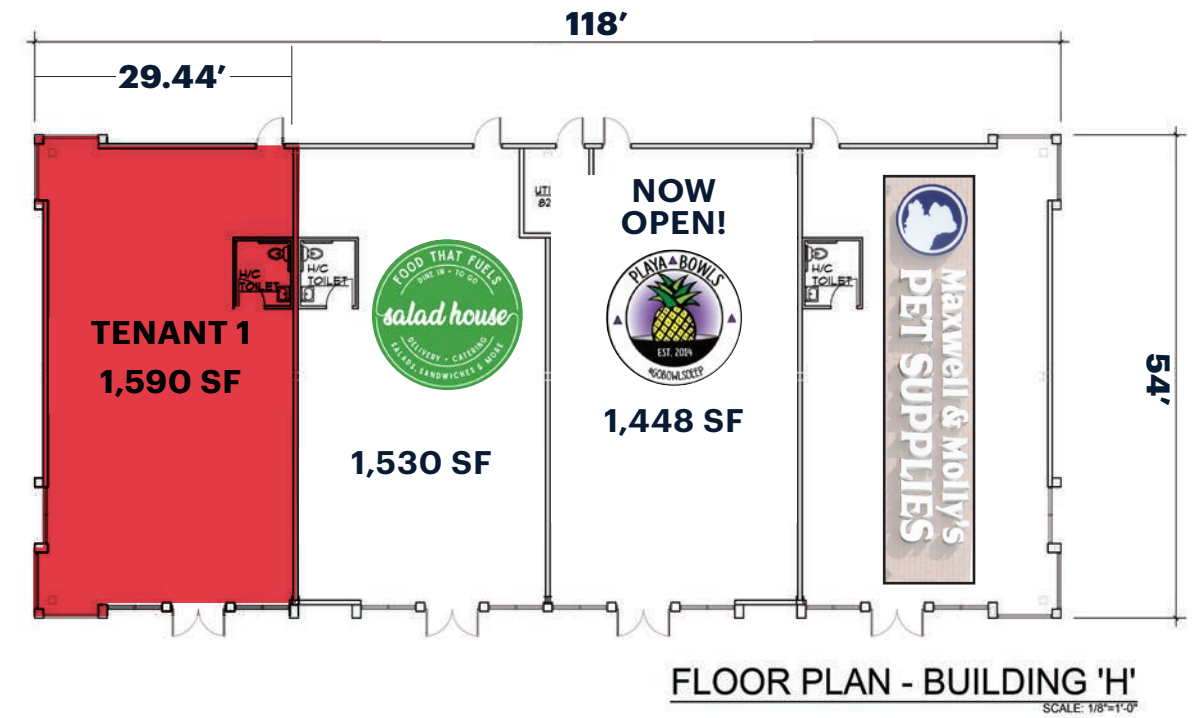 118'
29.44'
UTI
82
NOW
OPEN!
H/C
TOILET
H/C
TOILET
H/C
TOILET
FOOD THAT FUELS
DINE IN • TO GO
salad house
DELIVERY • CATERING
SALADS, SANDWICHES & MORE
PLAYA BOWLS
EST. 2014
#GOBOWLSDEEP
Maxwell & Molly's
PET SUPPLIES
TENANT 1
1,590 SF
1,530 SF
1,448 SF
54'
FLOOR PLAN - BUILDING 'H'
SCALE: 1/8"=1'-0"